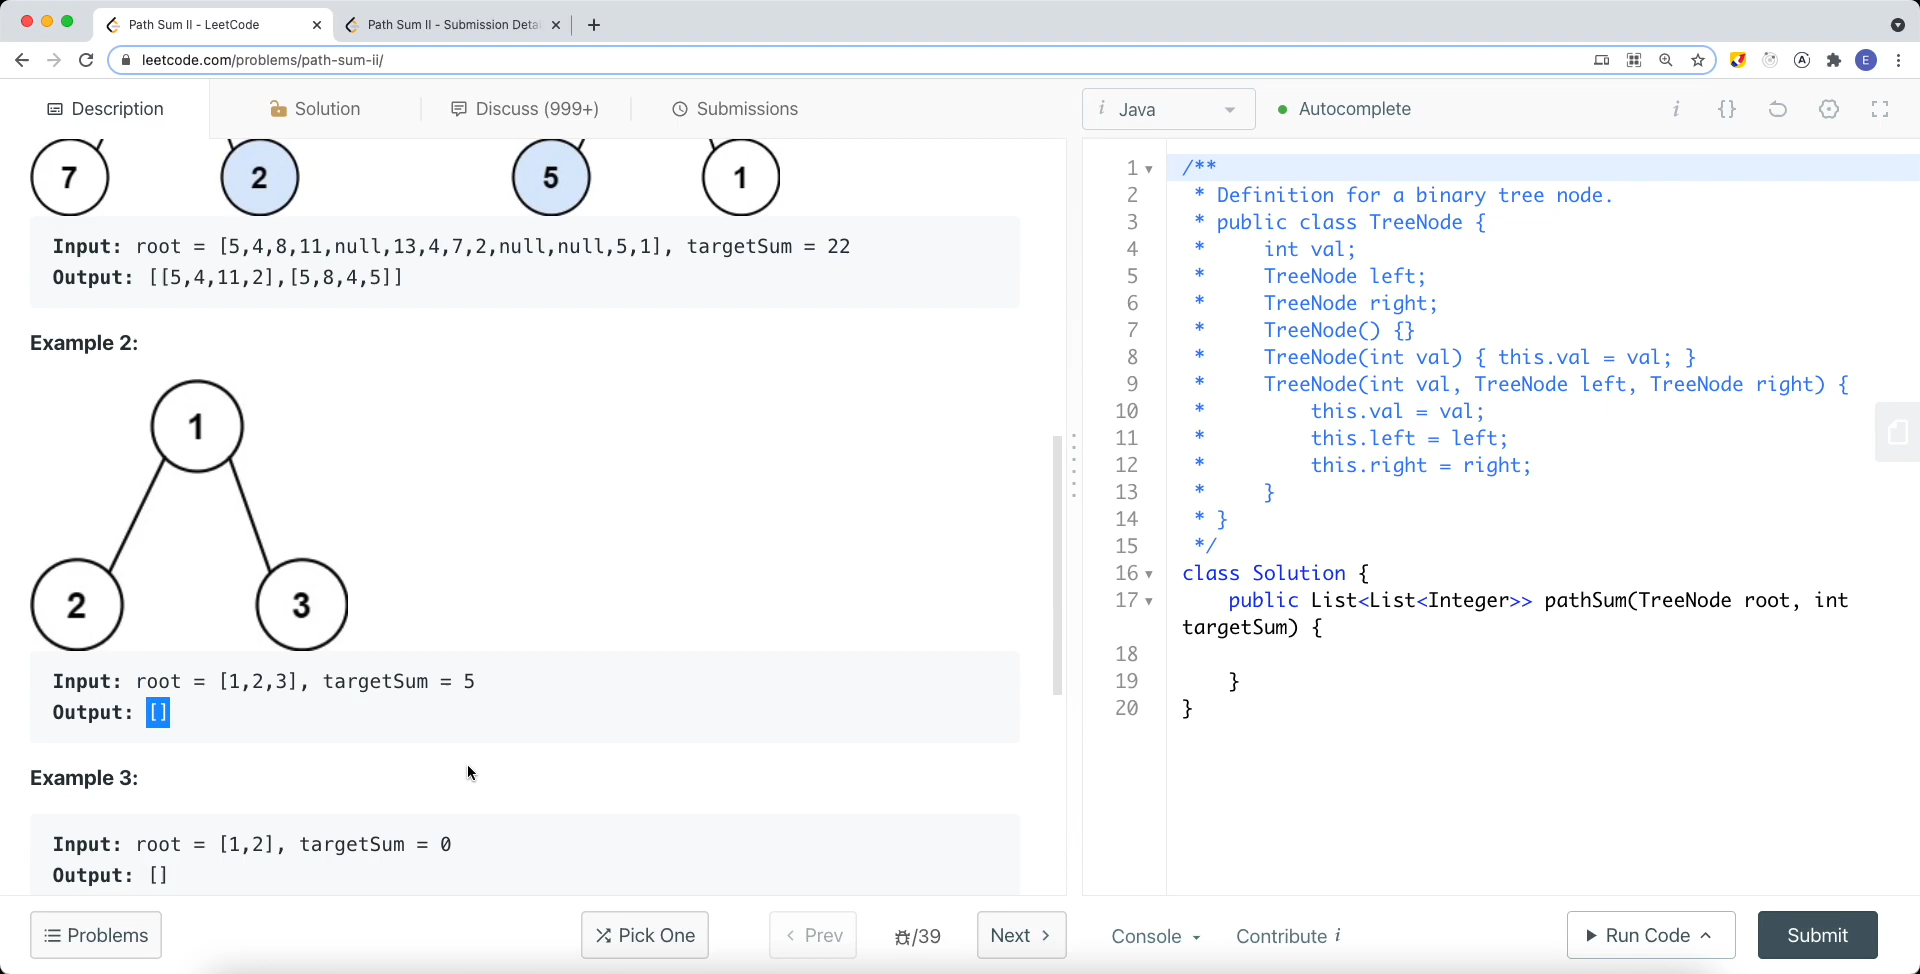 Path Sum II - LeetCode
Path Sum II - Submission Detai
leetcode.com/problems/path-sum-ii/
E
Description
Solution
Discuss (999+)
Submissions
7
2
5
1
Input: root = [5,4,8,11,null,13,4,7,2,null,null,5,1], targetSum = 22
Output: [[5,4,11,2],[5,8,4,5]]
Example 2:
1
2
3
Input: root = [1,2,3], targetSum = 5
Output: []
Example 3:
Input: root = [1,2], targetSum = 0
Output: []
i Java
Autocomplete
i {}
1 /**
2 * Definition for a binary tree node.
3 * public class TreeNode {
4 *     int val;
5 *     TreeNode left;
6 *     TreeNode right;
7 *     TreeNode() {}
8 *     TreeNode(int val) { this.val = val; }
9 *     TreeNode(int val, TreeNode left, TreeNode right) {
10 *         this.val = val;
11 *         this.left = left;
12 *         this.right = right;
13 *     }
14 * }
15 */
16 class Solution {
17     public List<List<Integer>> pathSum(TreeNode root, int
targetSum) {
18
19     }
20 }
Problems
Pick One
Prev
/39
Next
Console
Contribute i
Run Code
Submit